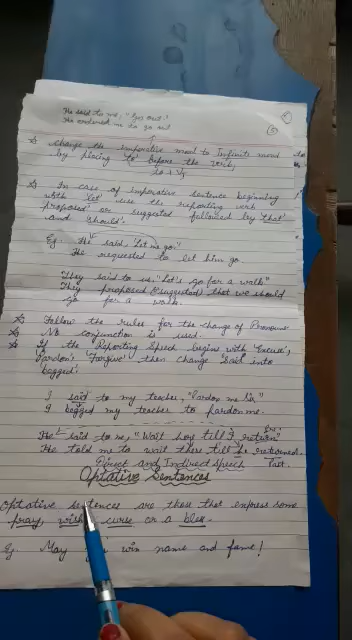 He said to me, "Go out."
He ordered me to go out
☆ Change the imperative mood to Infinite mood
by placing 'to' before the verb,
to + V1
☆ In case of imperative sentence beginning
with 'let' use the reporting verb
proposed or suggested followed by 'that'
and should'.
Eg. He said "Let me go."
He requested to let him go.
They said to us, "Let's go for a walk"
They proposed (suggested) that we should
go for a walk.
☆ Follow the rules for the change of Pronouns
☆ No conjunction is used.
☆ If the Reporting Speech begins with 'Excuse',
'Pardon' 'Forgive' then change said into
begged'.
I said to my teacher, "Pardon me Sir"
I begged my teacher to pardon me.
He said to me, "Wait here till I return"
He told me to wait there till he returned.
Direct and Indirect speech
Optative Sentences
Optative sentences are those that express some
pray, wish, curse or a bless.
Eg. May win name and fame!